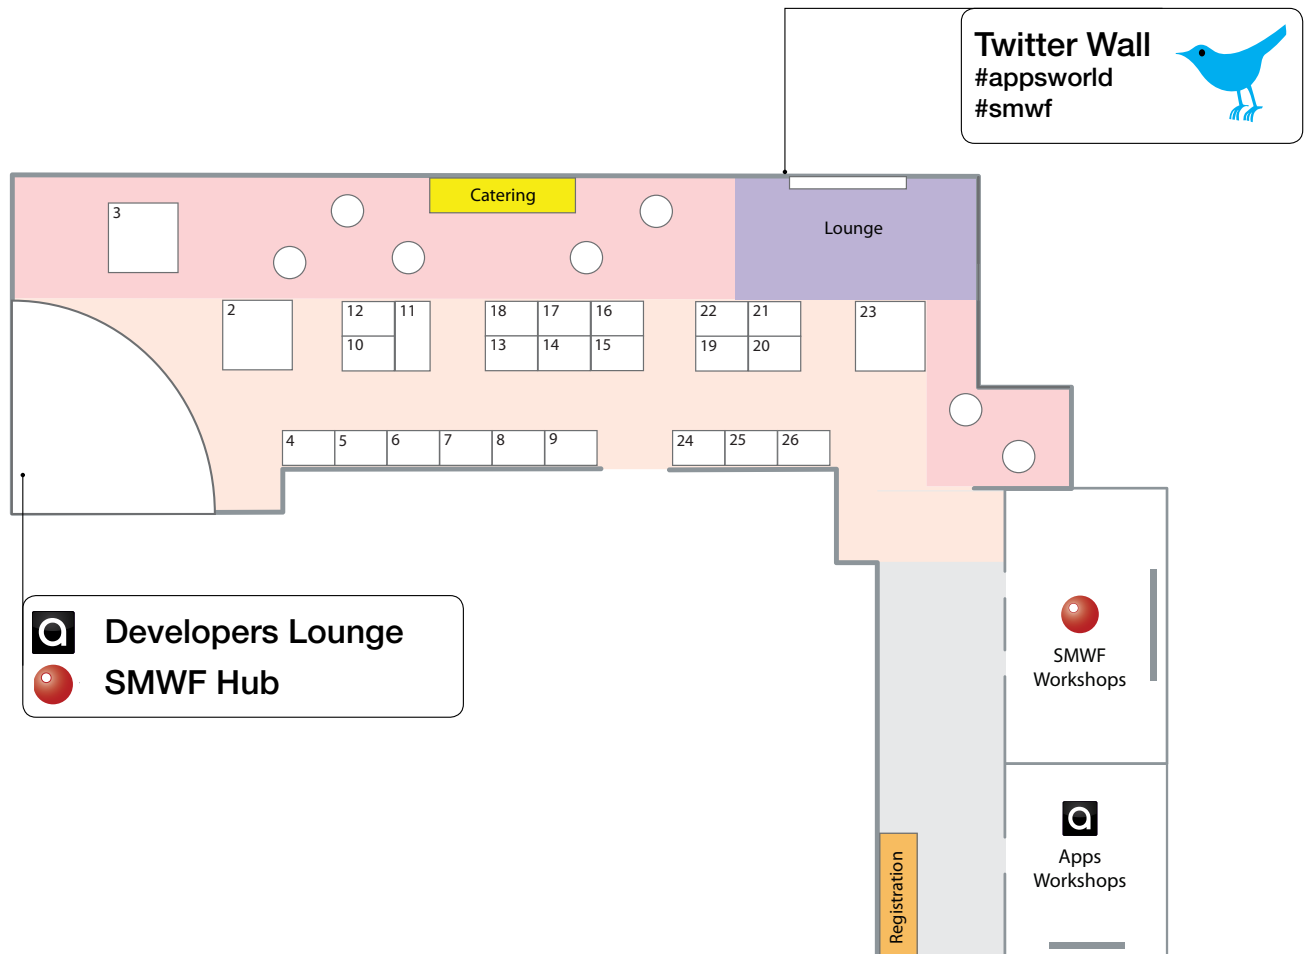 Twitter Wall
#appsworld
#smwf
Catering
Lounge
3
2
12
11
10
18
17
16
13
14
15
22
21
19
20
23
4
5
6
7
8
9
24
25
26
a
Developers Lounge
SMWF Hub
SMWF
Workshops
a
Apps
Workshops
Registration